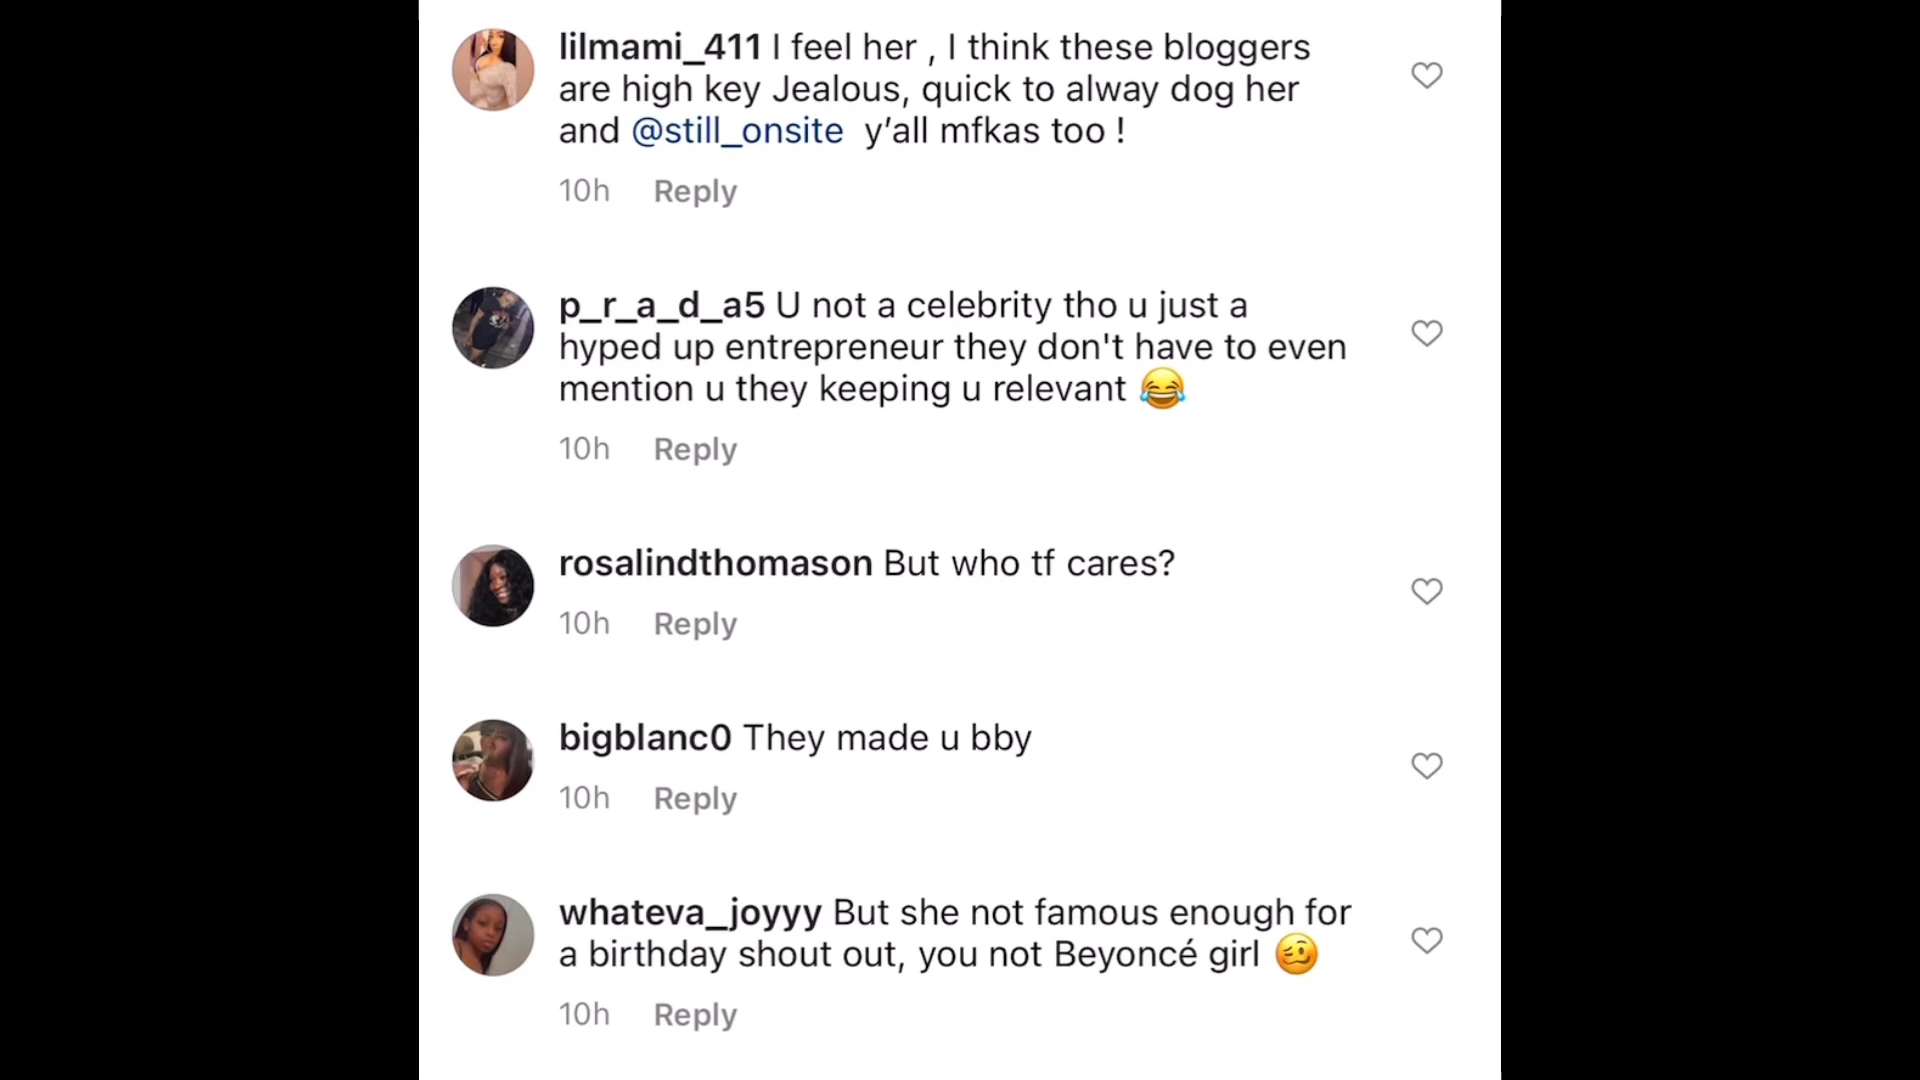 lilmami_411 I feel her , I think these bloggers
are high key Jealous, quick to alway dog her
and @still_onsite  y’all mfkas too !
10h Reply
p_r_a_d_a5 U not a celebrity tho u just a
hyped up entrepreneur they don't have to even
mention u they keeping u relevant 😂
10h Reply
rosalindthomason But who tf cares?
10h Reply
bigblanc0 They made u bby
10h Reply
whateva_joyyy But she not famous enough for
a birthday shout out, you not Beyoncé girl 🥴
10h Reply